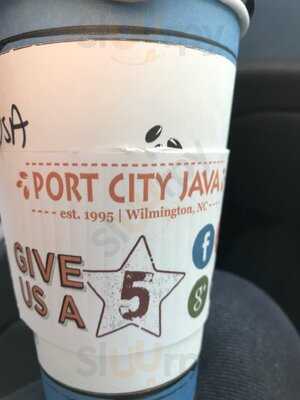 PORT CITY JAVA
est. 1995 | Wilmington, NC
GIVE
US A
5
f
g+